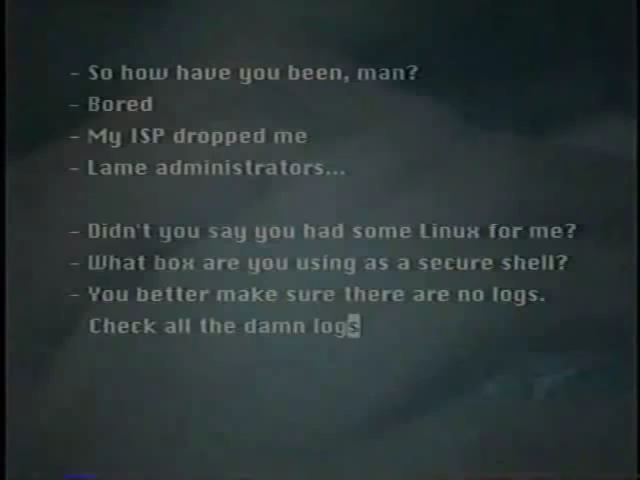 - So how have you been, man?
- Bored
- My ISP dropped me
- Lame administrators...
- Didn't you say you had some Linux for me?
- What box are you using as a secure shell?
- You better make sure there are no logs.
Check all the damn logs